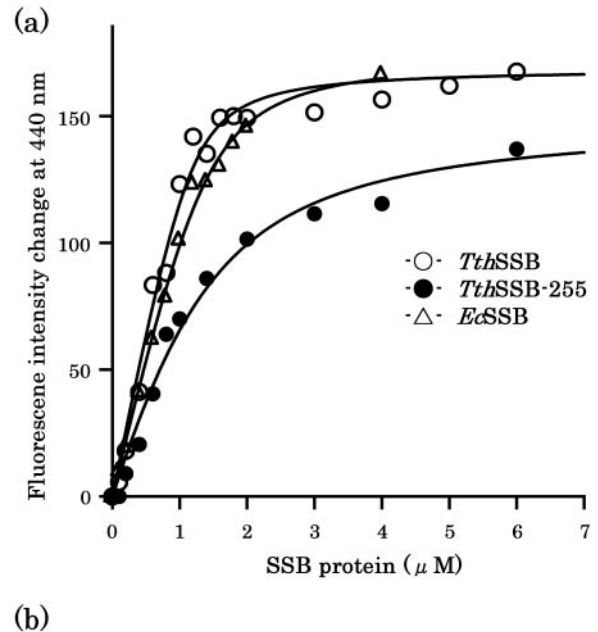 (a)
Fluorescene intensity change at 440 nm
150
100
50
0
TthSSB
TthSSB-255
EcSSB
0 1 2 3 4 5 6 7
SSB protein (μ M)
(b)